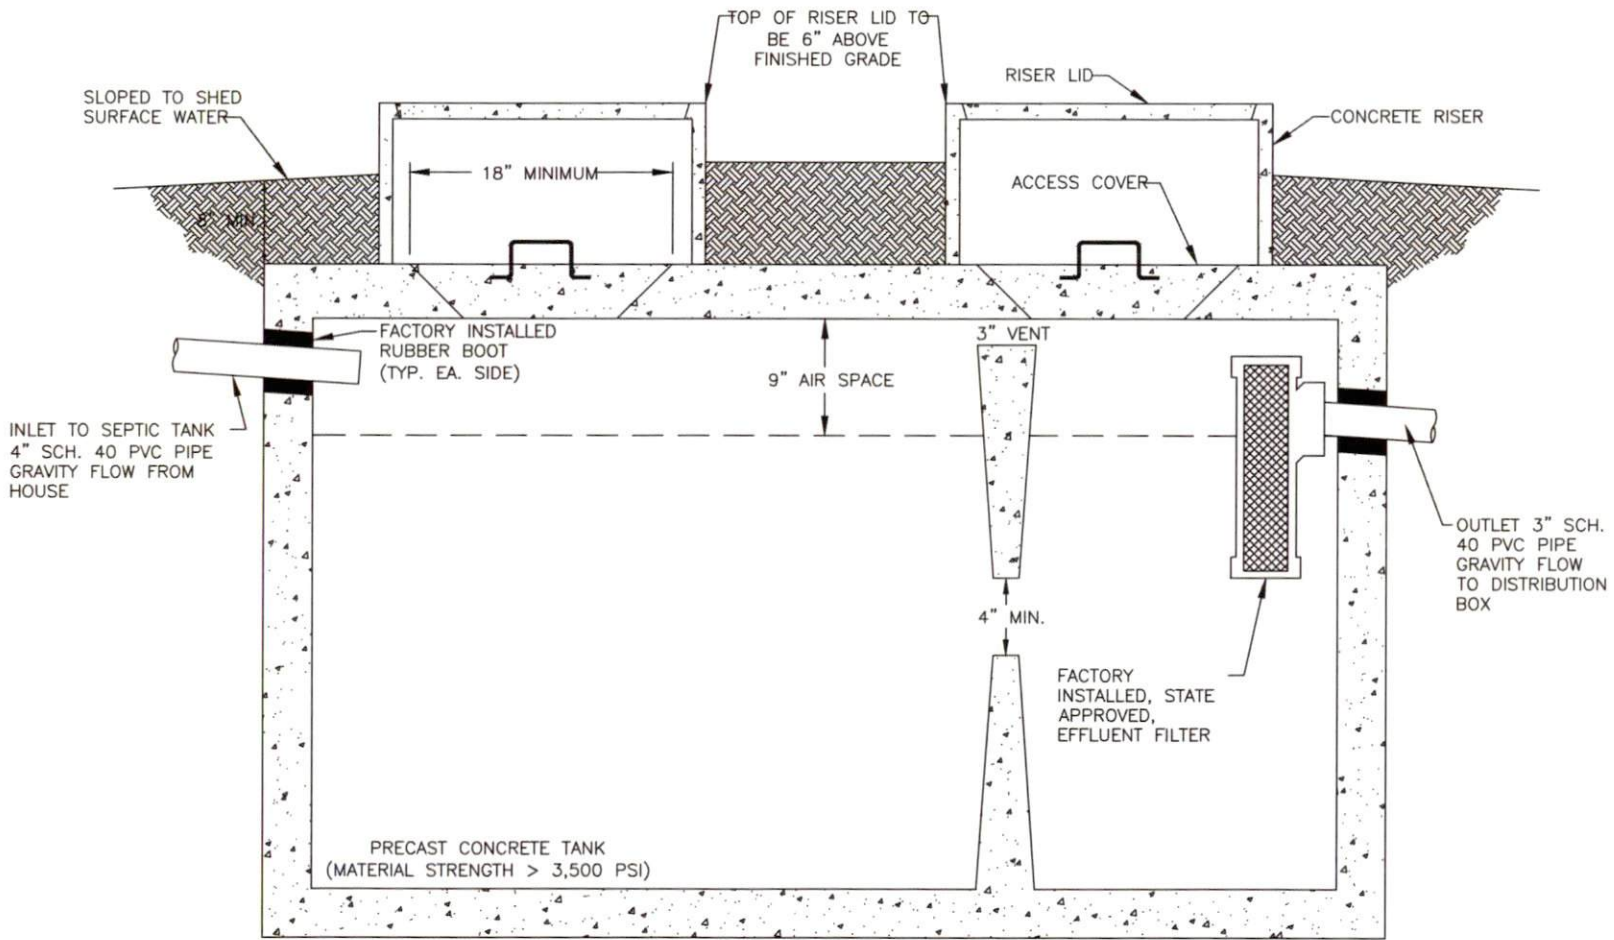 TOP OF RISER LID TO
BE 6" ABOVE
FINISHED GRADE
RISER LID
SLOPED TO SHED
SURFACE WATER
CONCRETE RISER
18" MINIMUM
ACCESS COVER
8" MIN.
FACTORY INSTALLED
RUBBER BOOT
(TYP. EA. SIDE)
3" VENT
9" AIR SPACE
INLET TO SEPTIC TANK
4" SCH. 40 PVC PIPE
GRAVITY FLOW FROM
HOUSE
OUTLET 3" SCH.
40 PVC PIPE
GRAVITY FLOW
TO DISTRIBUTION
BOX
4" MIN.
FACTORY
INSTALLED, STATE
APPROVED,
EFFLUENT FILTER
PRECAST CONCRETE TANK
(MATERIAL STRENGTH > 3,500 PSI)